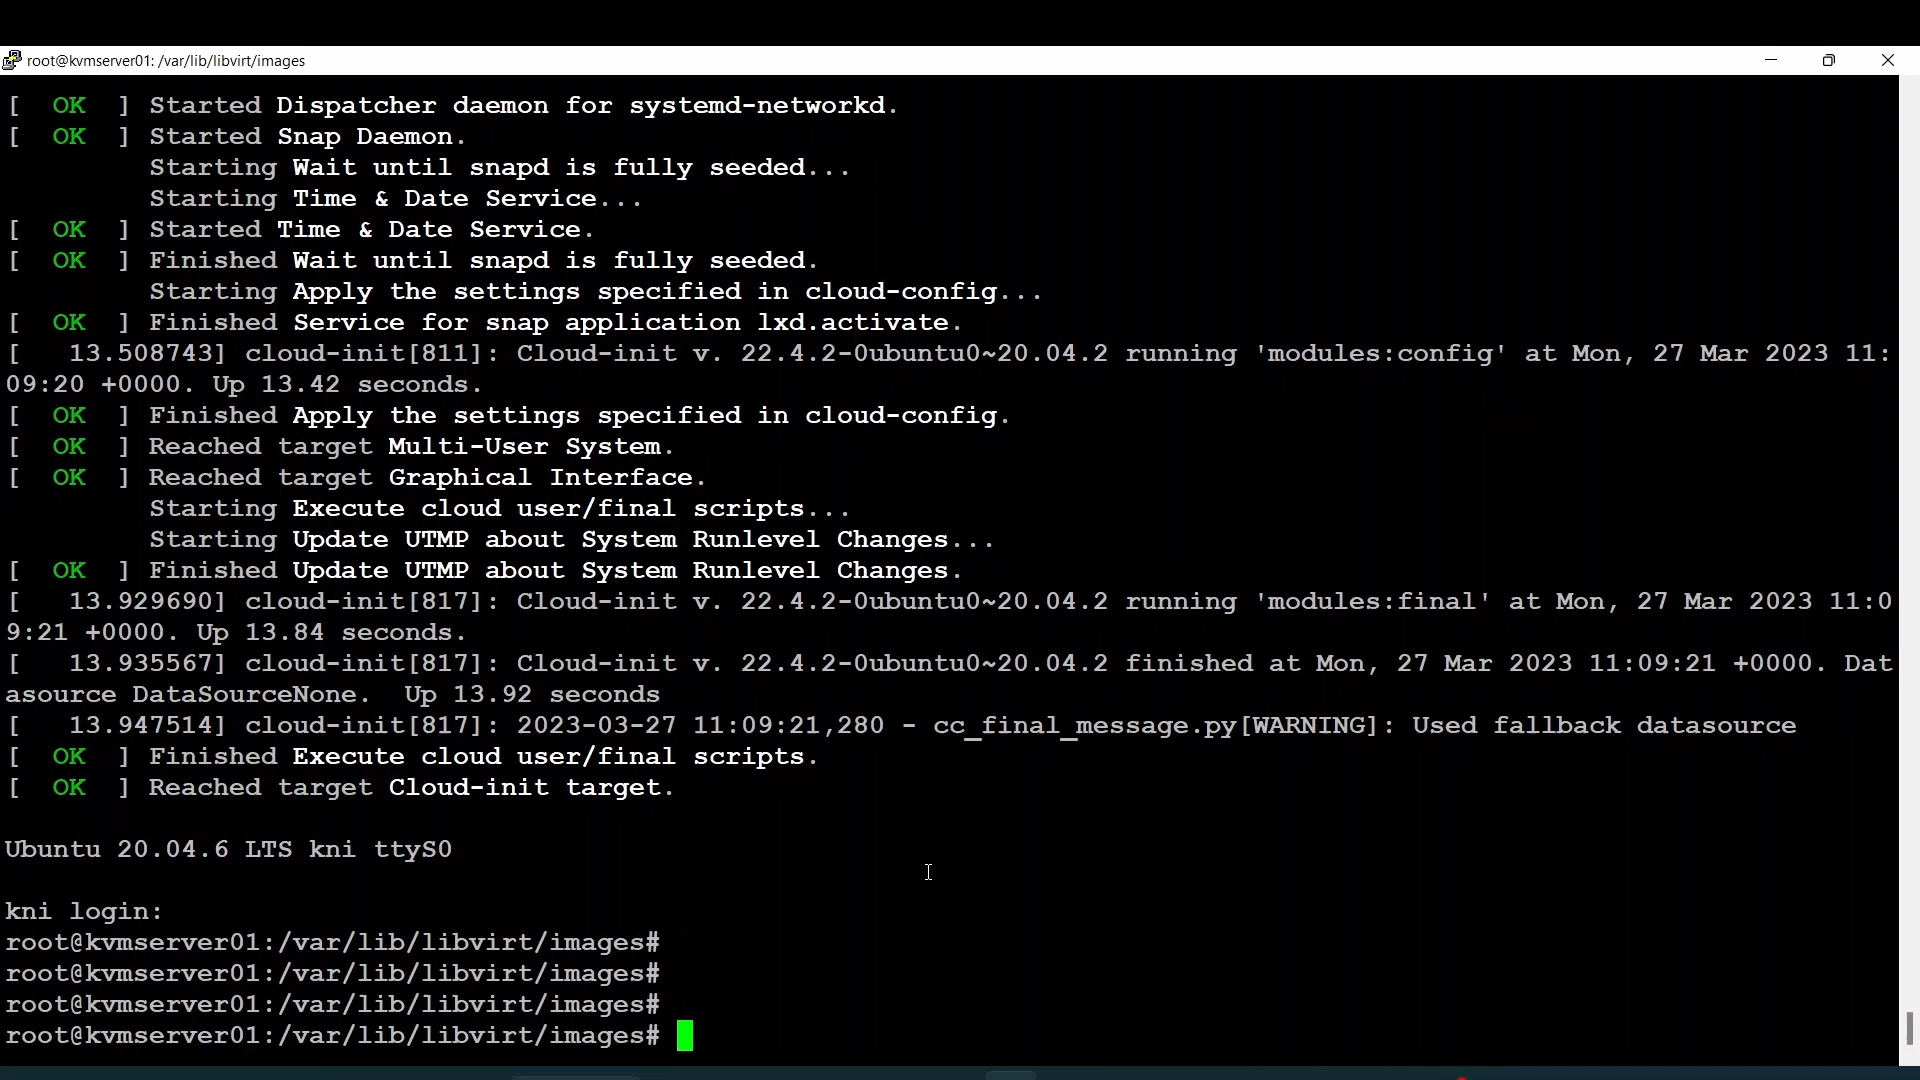 root@kvmserver01: /var/lib/libvirt/images
[  OK  ] Started Dispatcher daemon for systemd-networkd.
[  OK  ] Started Snap Daemon.
         Starting Wait until snapd is fully seeded...
         Starting Time & Date Service...
[  OK  ] Started Time & Date Service.
[  OK  ] Finished Wait until snapd is fully seeded.
         Starting Apply the settings specified in cloud-config...
[  OK  ] Finished Service for snap application lxd.activate.
[   13.508743] cloud-init[811]: Cloud-init v. 22.4.2-0ubuntu0~20.04.2 running 'modules:config' at Mon, 27 Mar 2023 11:
09:20 +0000. Up 13.42 seconds.
[  OK  ] Finished Apply the settings specified in cloud-config.
[  OK  ] Reached target Multi-User System.
[  OK  ] Reached target Graphical Interface.
         Starting Execute cloud user/final scripts...
         Starting Update UTMP about System Runlevel Changes...
[  OK  ] Finished Update UTMP about System Runlevel Changes.
[   13.929690] cloud-init[817]: Cloud-init v. 22.4.2-0ubuntu0~20.04.2 running 'modules:final' at Mon, 27 Mar 2023 11:0
9:21 +0000. Up 13.84 seconds.
[   13.935567] cloud-init[817]: Cloud-init v. 22.4.2-0ubuntu0~20.04.2 finished at Mon, 27 Mar 2023 11:09:21 +0000. Dat
asource DataSourceNone.  Up 13.92 seconds
[   13.947514] cloud-init[817]: 2023-03-27 11:09:21,280 - cc_final_message.py[WARNING]: Used fallback datasource
[  OK  ] Finished Execute cloud user/final scripts.
[  OK  ] Reached target Cloud-init target.
Ubuntu 20.04.6 LTS kni ttyS0
kni login:
root@kvmserver01:/var/lib/libvirt/images#
root@kvmserver01:/var/lib/libvirt/images#
root@kvmserver01:/var/lib/libvirt/images#
root@kvmserver01:/var/lib/libvirt/images#